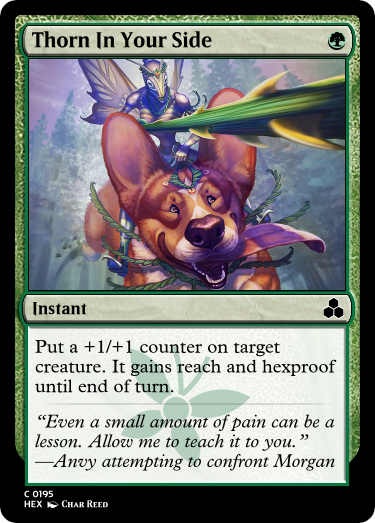 Thorn In Your Side
Instant
Put a +1/+1 counter on target
creature. It gains reach and hexproof
until end of turn.
“Even a small amount of pain can be a
lesson. Allow me to teach it to you.”
—Anvy attempting to confront Morgan
C 0195
HEX Char Reed